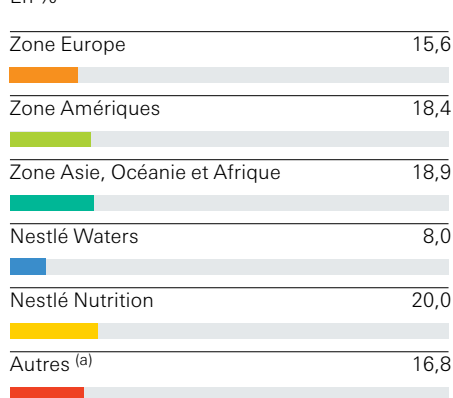 Zone Europe 15,6
Zone Amériques 18,4
Zone Asie, Océanie et Afrique 18,9
Nestlé Waters 8,0
Nestlé Nutrition 20,0
Autres (a) 16,8